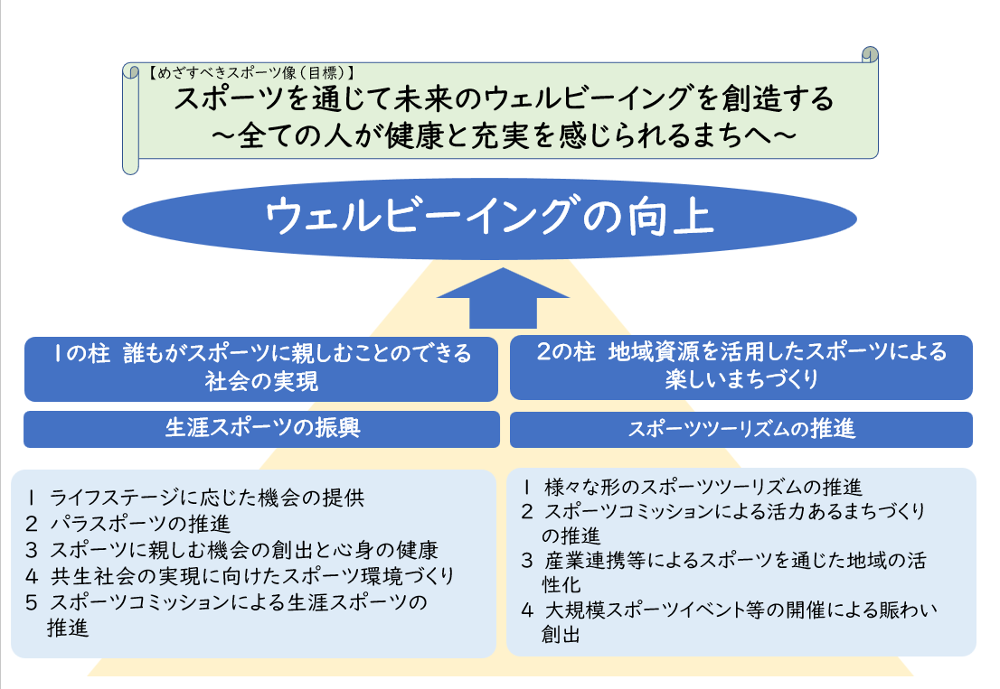 【めざすべきスポーツ像（目標）】
スポーツを通じて未来のウェルビーイングを創造する
～全ての人が健康と充実を感じられるまちへ～
ウェルビーイングの向上
1の柱 誰もがスポーツに親しむことのできる
社会の実現
生涯スポーツの振興
1 ライフステージに応じた機会の提供
2 パラスポーツの推進
3 スポーツに親しむ機会の創出と心身の健康
4 共生社会の実現に向けたスポーツ環境づくり
5 スポーツコミッションによる生涯スポーツの
推進
2の柱 地域資源を活用したスポーツによる
楽しいまちづくり
スポーツツーリズムの推進
1 様々な形のスポーツツーリズムの推進
2 スポーツコミッションによる活力あるまちづくり
の推進
3 産業連携等によるスポーツを通じた地域の活
性化
4 大規模スポーツイベント等の開催による賑わい
創出